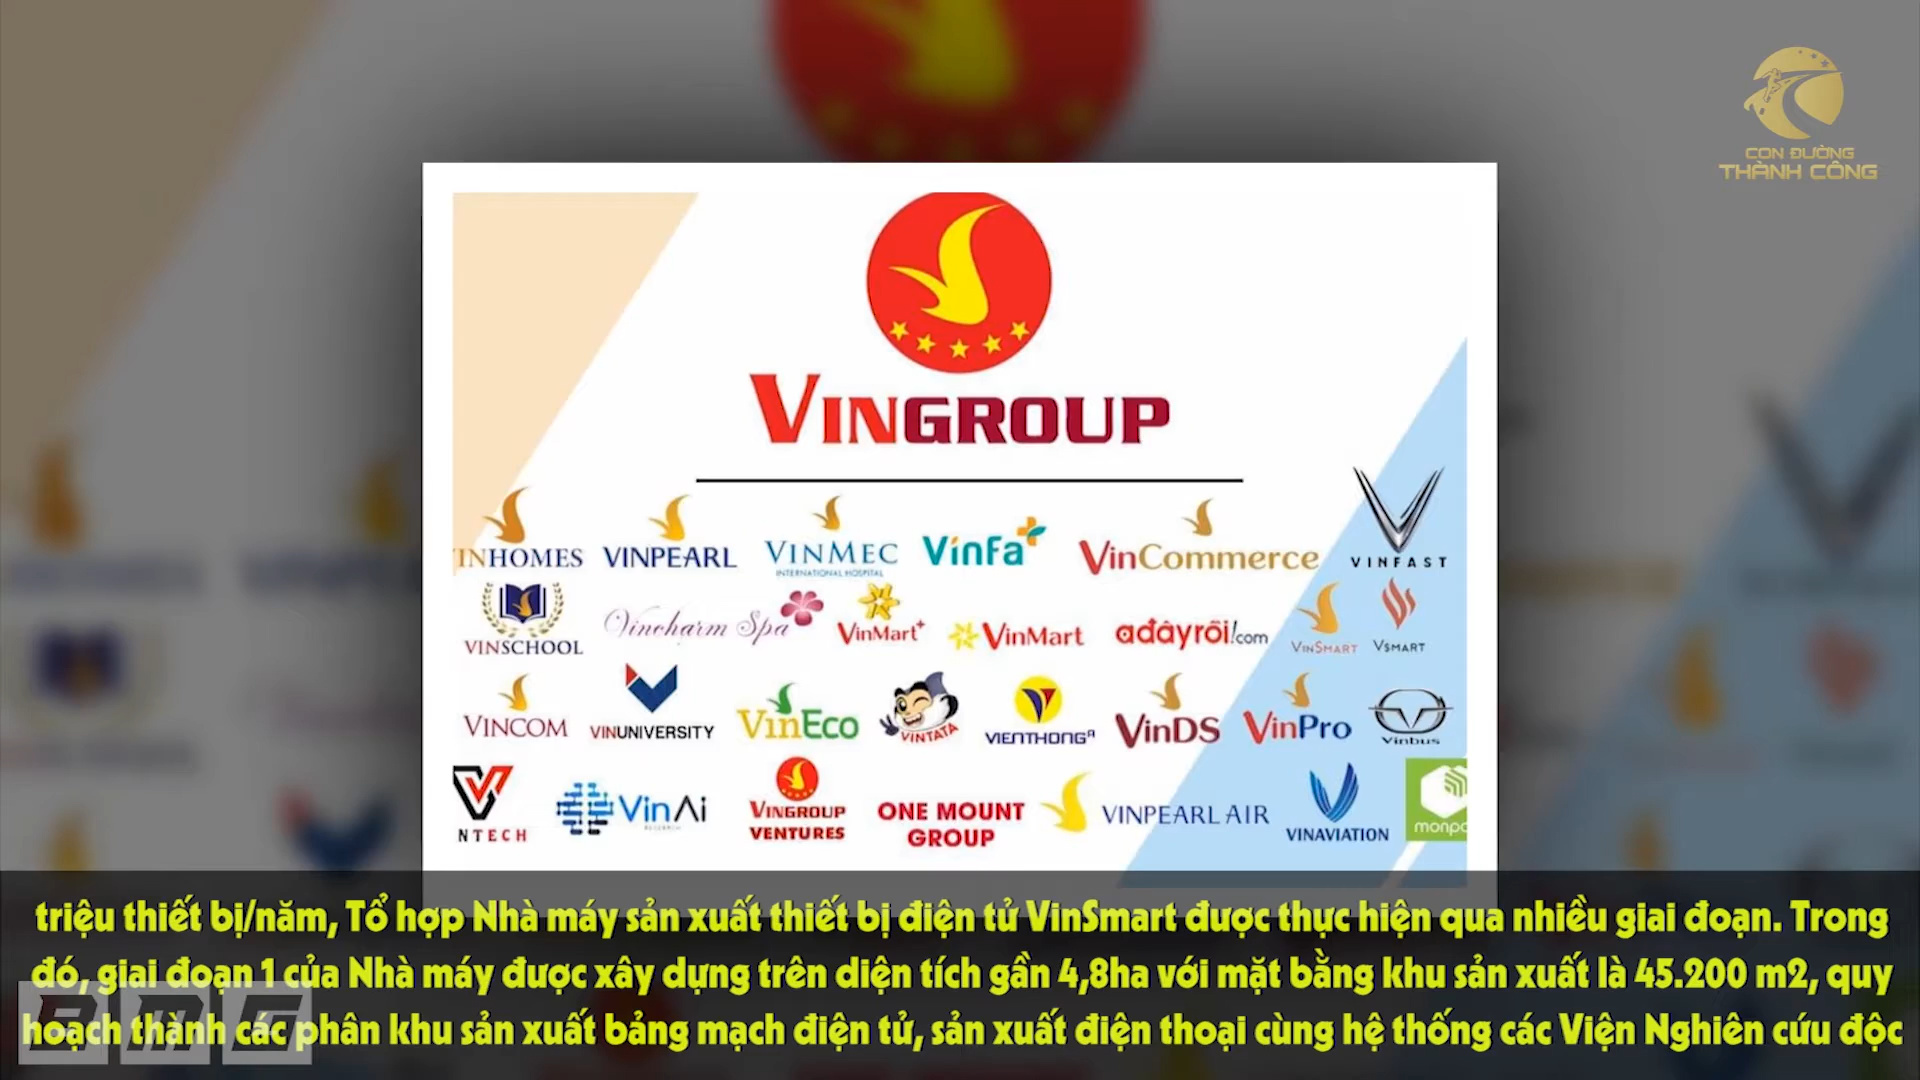 CON ĐƯỜNG
THÀNH CÔNG
VINGROUP
INHOMES VINPEARL VINMEC VinFa VinCommerce VINFAST
INTERNATIONAL HOSPITAL
VINSCHOOL Vincharm Spa VinMart+ VinMart adâyrồi!.com VINSMART VSMART
VINCOM VINUNIVERSITY VinEco VINTATA VIENTHONGA VinDS VinPro Vinbus
NTECH VinAi VINGROUP VENTURES ONE MOUNT GROUP VINPEARL AIR VINAVIATION monpo
RESEARCH
triệu thiết bị/năm, Tổ hợp Nhà máy sản xuất thiết bị điện tử VinSmart được thực hiện qua nhiều giai đoạn. Trong
đó, giai đoạn 1 của Nhà máy được xây dựng trên diện tích gần 4,8ha với mặt bằng khu sản xuất là 45.200 m2, quy
hoạch thành các phân khu sản xuất bảng mạch điện tử, sản xuất điện thoại cùng hệ thống các Viện Nghiên cứu độc
BMG